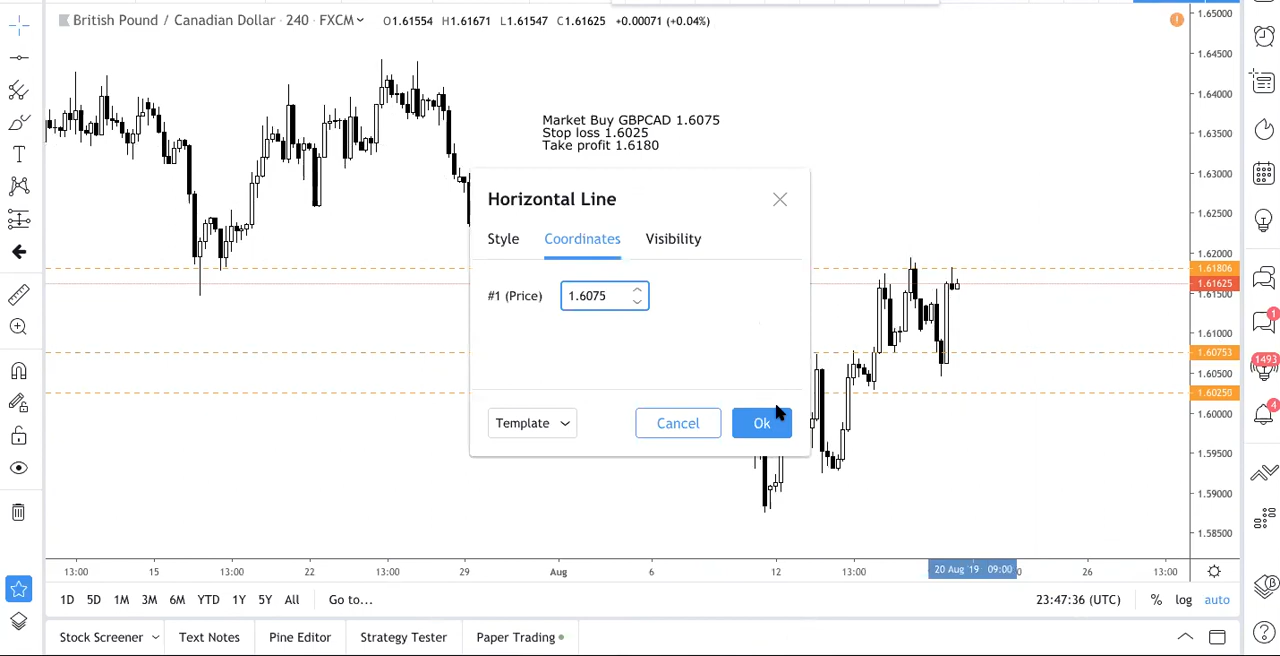 British Pound / Canadian Dollar · 240 · FXCM O1.61554 H1.61671 L1.61547 C1.61625 +0.00071 (+0.04%)
1.65000
1.64500
1.64000
1.63500
1.63000
1.62500
1.62000
1.61806
1.61625
1.61500
1.61000
1.60753
1.60500
1.60250
1.60000
1.59500
1.59000
1.58500
Market Buy GBPCAD 1.6075
Stop loss 1.6025
Take profit 1.6180
Horizontal Line
Style Coordinates Visibility
#1 (Price) 1.6075
Template Cancel Ok
13:00 15 13:00 22 13:00 29 Aug 6 12 13:00 20 Aug '19 09:00 26 13:00
1D 5D 1M 3M 6M YTD 1Y 5Y All Go to... 23:47:36 (UTC) % log auto
Stock Screener Text Notes Pine Editor Strategy Tester Paper Trading
1
1493
4